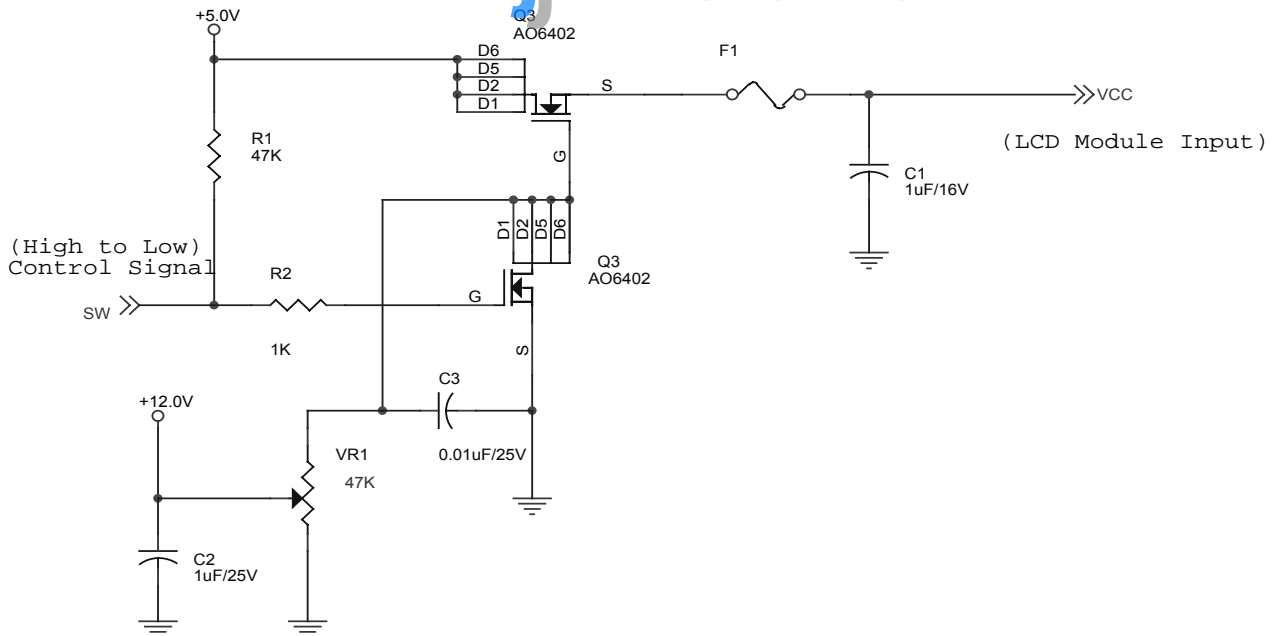 +5.0V
Q3
AO6402
F1
D6
D5
D2
D1
S
VCC
R1
47K
(LCD Module Input)
G
C1
1uF/16V
D1
D2
D5
D6
(High to Low)
Control Signal
Q3
AO6402
R2
G
SW
1K
S
C3
+12.0V
VR1
0.01uF/25V
47K
C2
1uF/25V